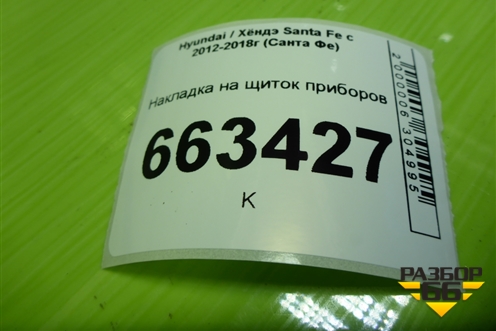 Hyundai / Хёндэ Santa Fe с
2012-2018г (Санта Фе)
Накладка на щиток приборов
663427
К
2000006304995
РАЗБОР
66